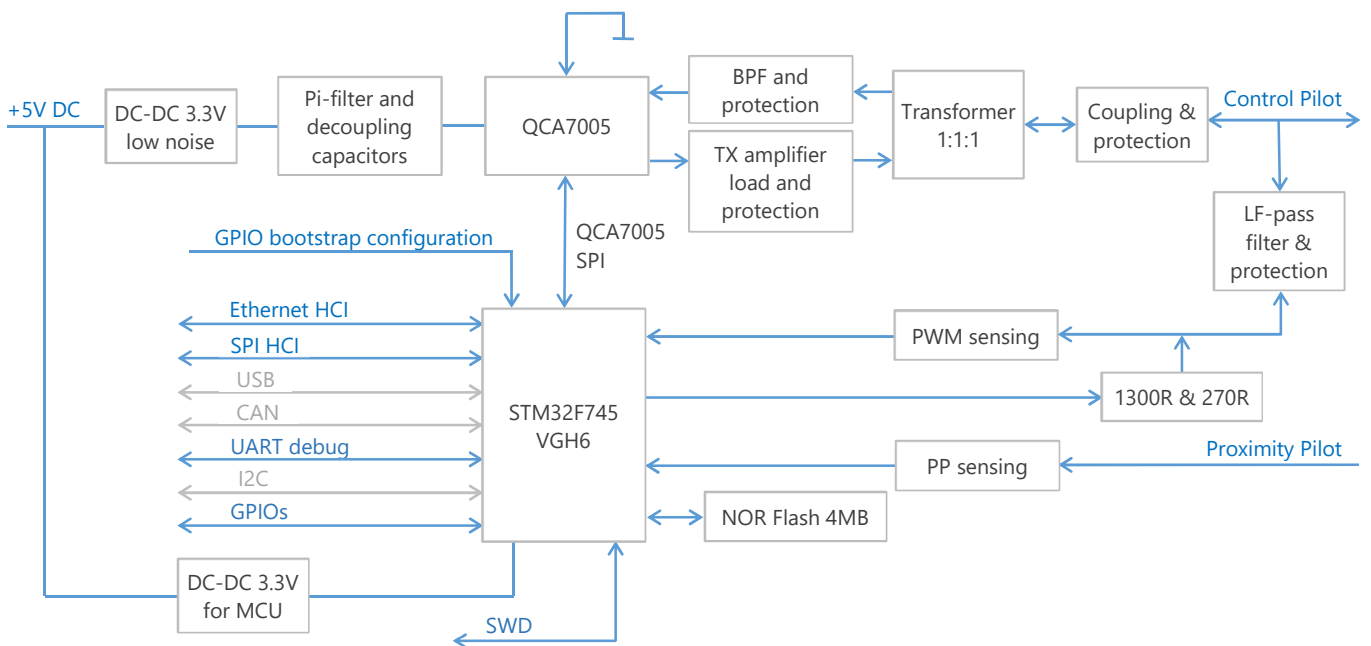 +5V DC
DC-DC 3.3V
low noise
Pi-filter and
decoupling
capacitors
QCA7005
BPF and
protection
TX amplifier
load and
protection
Transformer
1:1:1
Coupling &
protection
Control Pilot
LF-pass
filter &
protection
GPIO bootstrap configuration
QCA7005
SPI
Ethernet HCI
SPI HCI
USB
CAN
UART debug
I2C
GPIOs
STM32F745
VGH6
PWM sensing
1300R & 270R
PP sensing
Proximity Pilot
NOR Flash 4MB
DC-DC 3.3V
for MCU
SWD